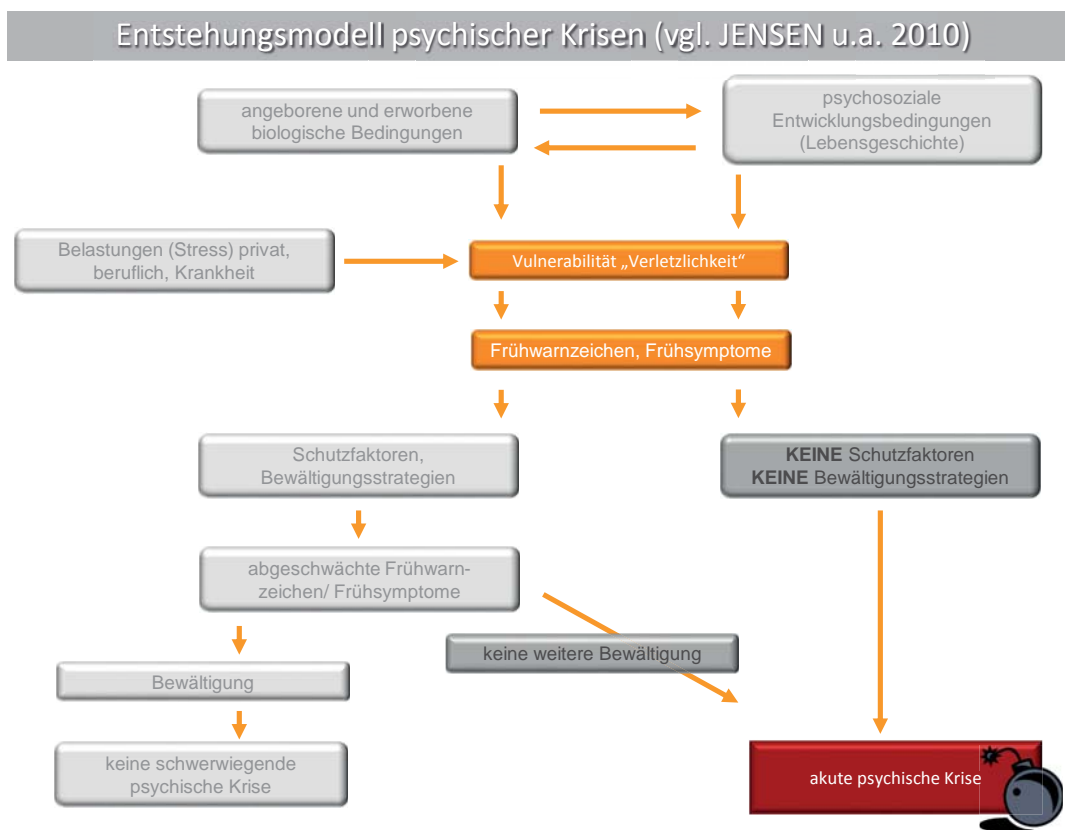 Entstehungsmodell psychischer Krisen (vgl. JENSEN u.a. 2010)
angeborene und erworbene
biologische Bedingungen
psychosoziale
Entwicklungsbedingungen
(Lebensgeschichte)
Belastungen (Stress) privat,
beruflich, Krankheit
Vulnerabilität „Verletzlichkeit“
Frühwarnzeichen, Frühsymptome
Schutzfaktoren,
Bewältigungsstrategien
KEINE Schutzfaktoren
KEINE Bewältigungsstrategien
abgeschwächte Frühwarn-
zeichen/ Frühsymptome
keine weitere Bewältigung
Bewältigung
keine schwerwiegende
psychische Krise
akute psychische Krise